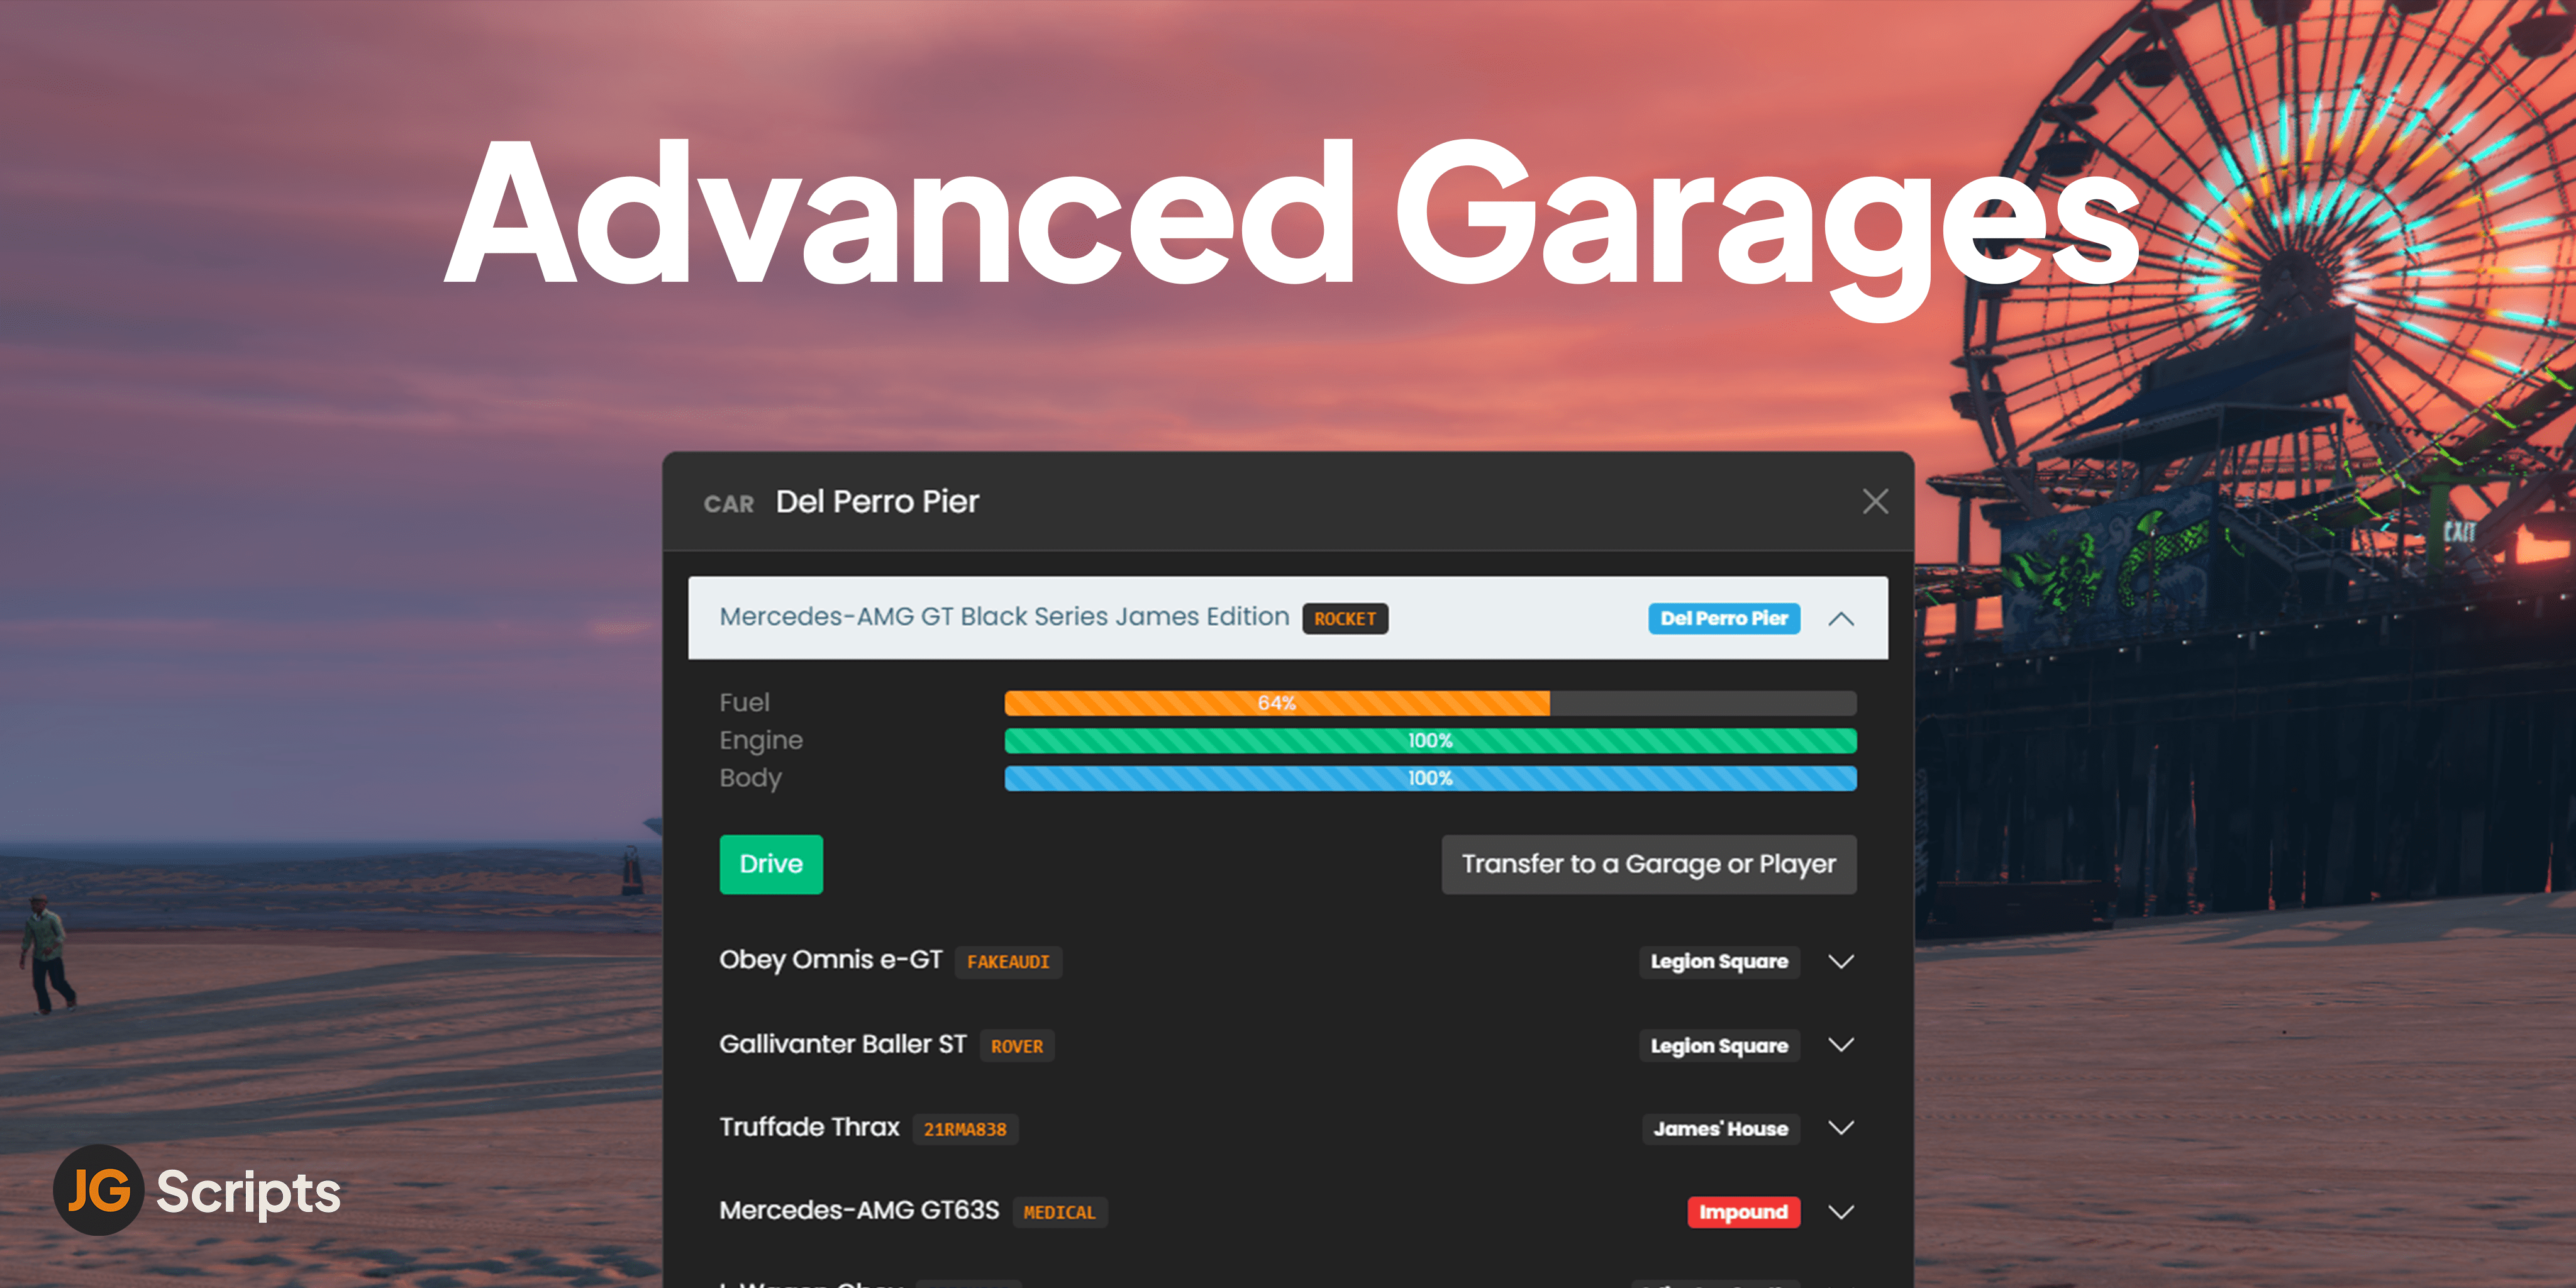 Advanced Garages
CAR Del Perro Pier
Mercedes-AMG GT Black Series James Edition ROCKET Del Perro Pier
Fuel 64%
Engine 100%
Body 100%
Drive Transfer to a Garage or Player
Obey Omnis e-GT FAKEAUDI Legion Square
Gallivanter Baller ST ROVER Legion Square
Truffade Thrax 21RMA838 James' House
Mercedes-AMG GT63S MEDICAL Impound
JG Scripts
EXIT